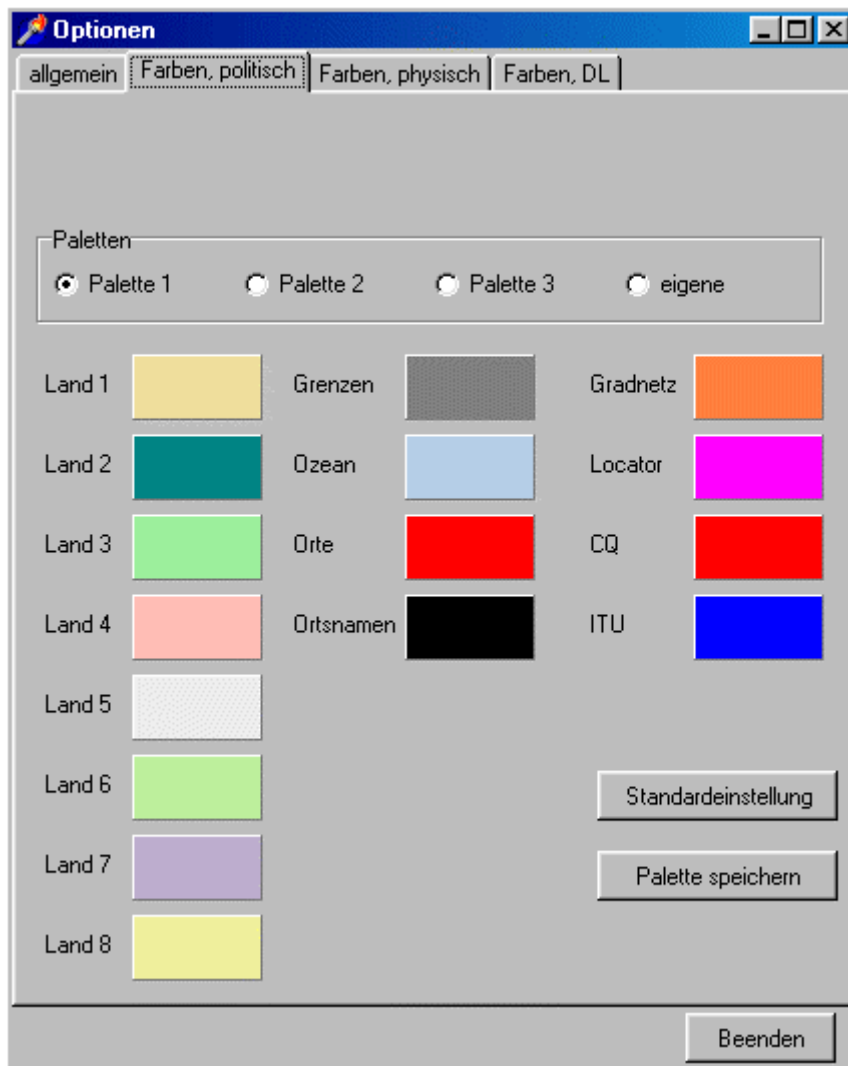 Optionen
allgemein Farben, politisch Farben, physisch Farben, DL
Paletten
Palette 1 Palette 2 Palette 3 eigene
Land 1 Grenzen Gradnetz
Land 2 Ozean Locator
Land 3 Orte CQ
Land 4 Ortsnamen ITU
Land 5
Land 6
Standardeinstellung
Land 7
Palette speichern
Land 8
Beenden